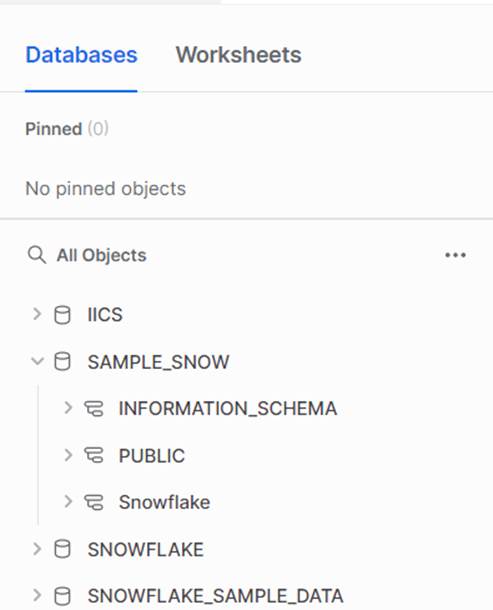 Databases Worksheets
Pinned (0)
No pinned objects
All Objects
IICS
SAMPLE_SNOW
INFORMATION_SCHEMA
PUBLIC
Snowflake
SNOWFLAKE
SNOWFLAKE_SAMPLE_DATA